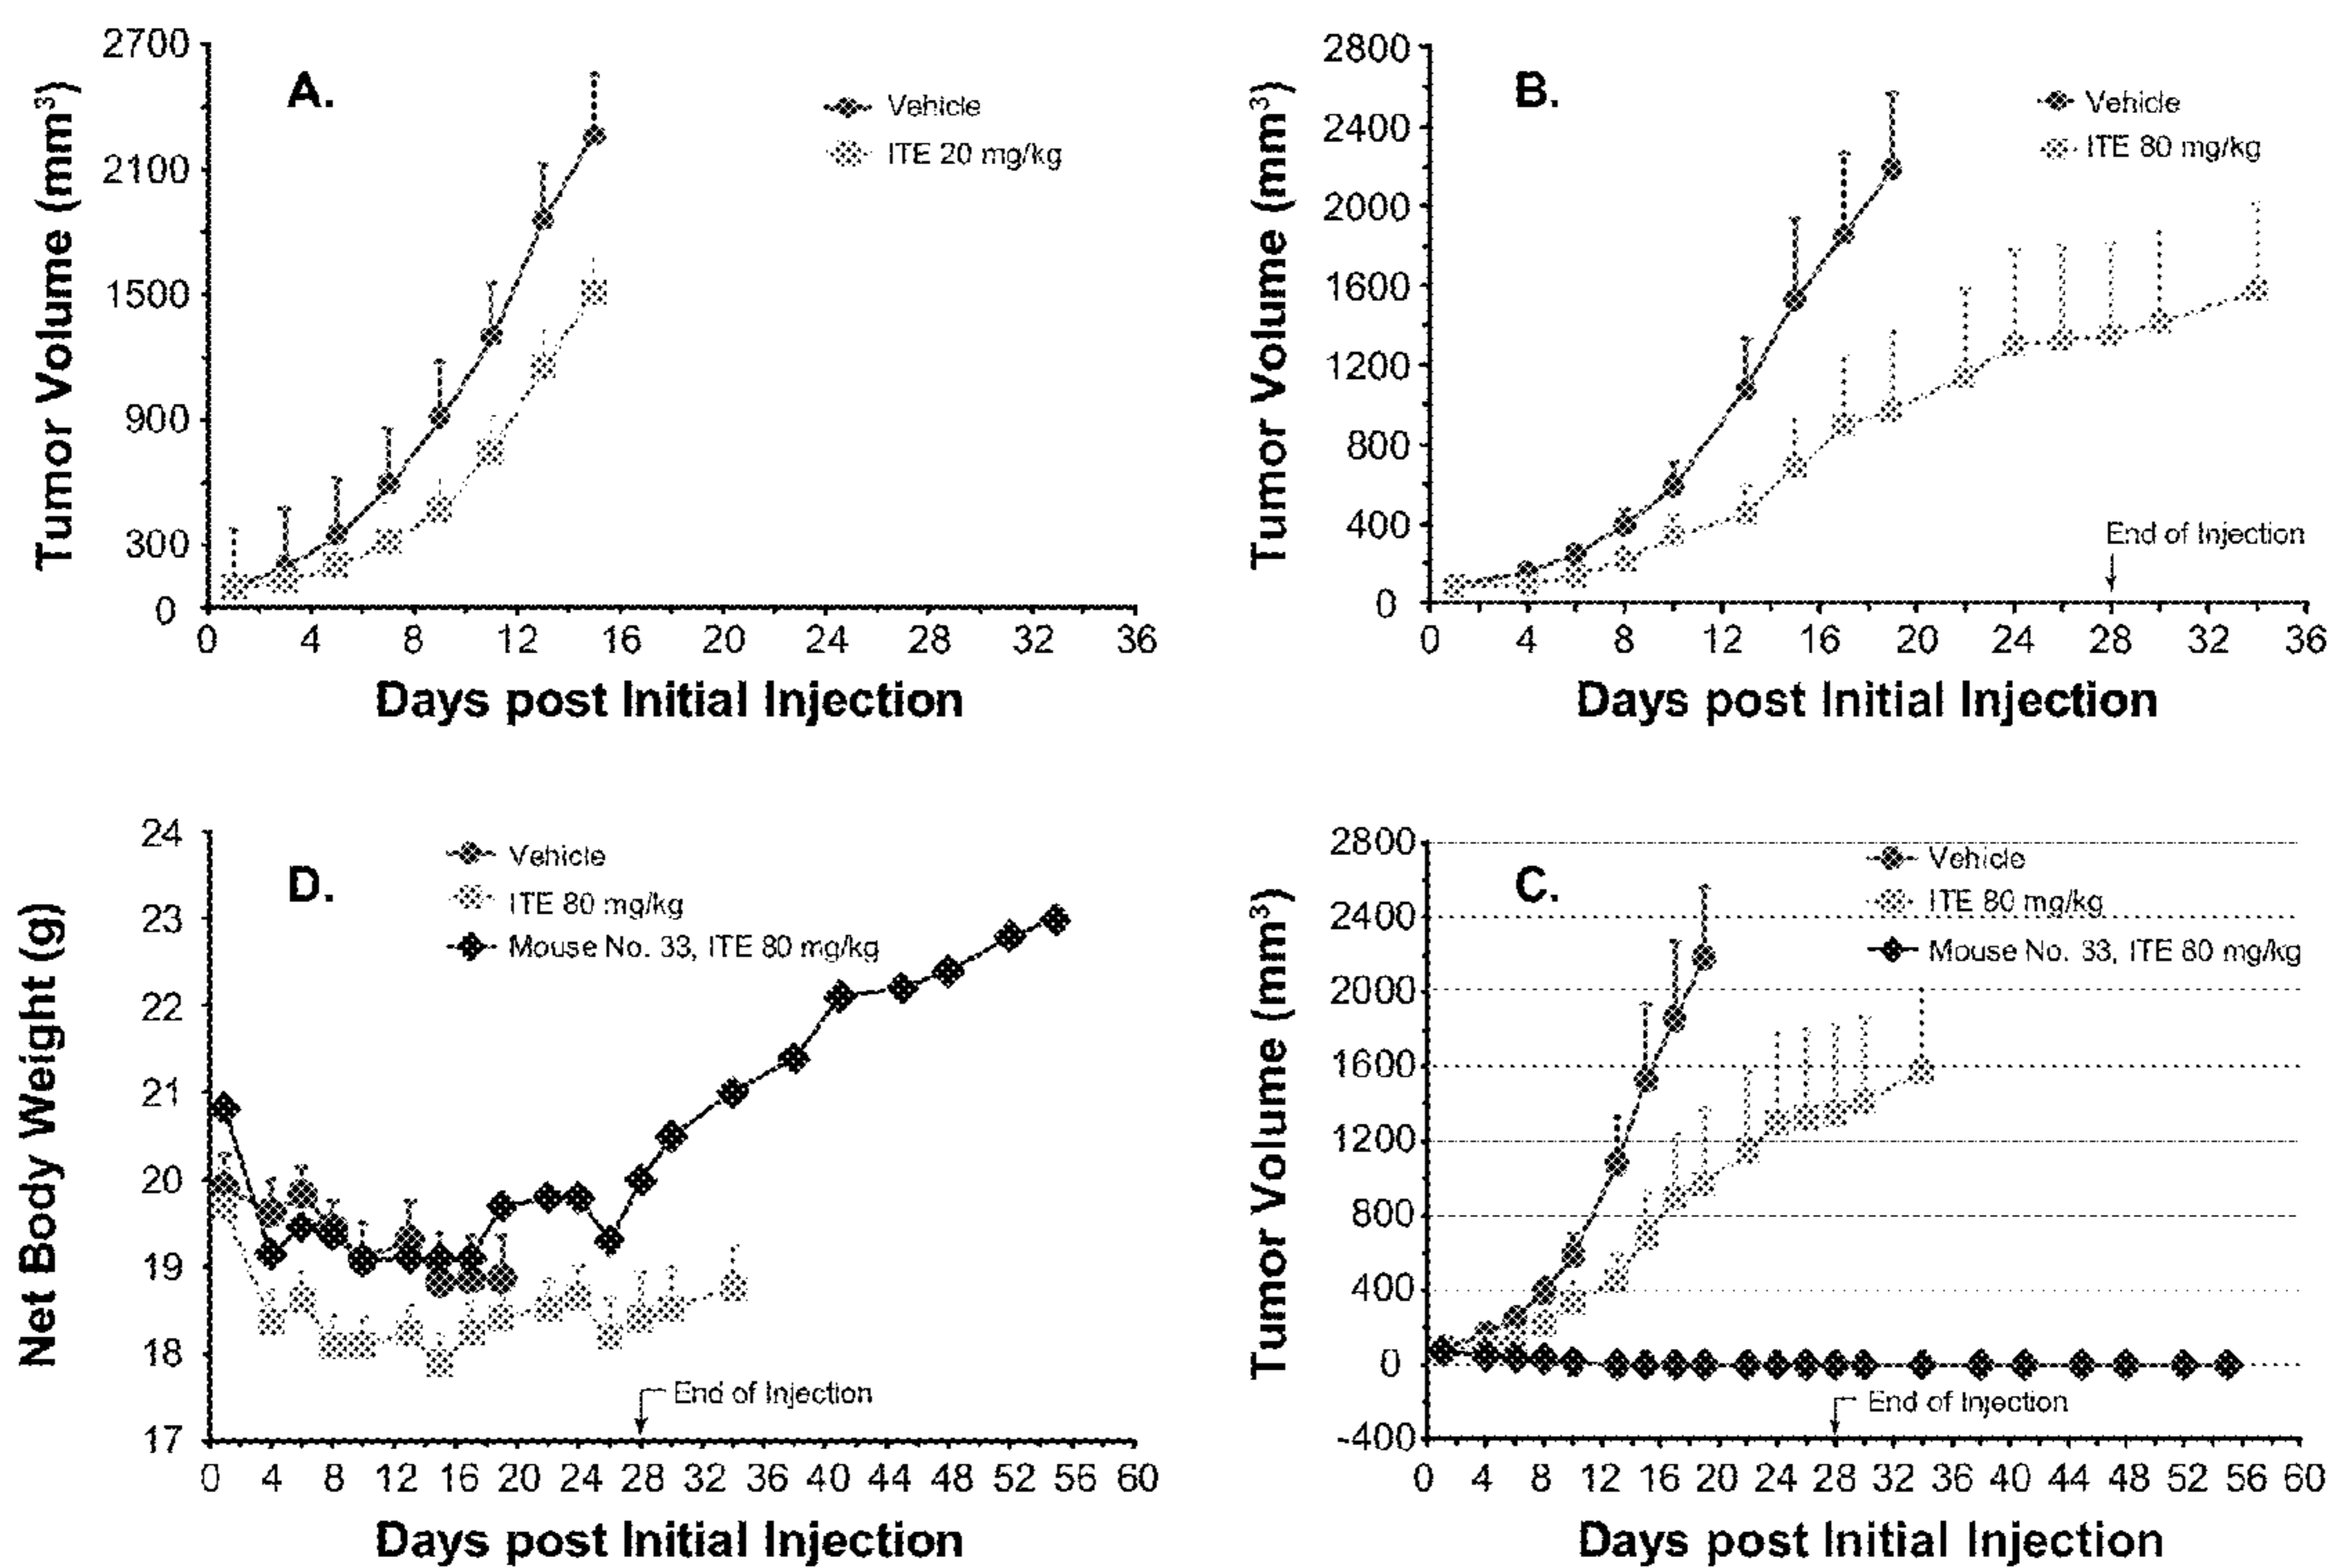 A.
Tumor Volume (mm³)
2700
2100
1500
900
300
0
0 4 8 12 16 20 24 28 32 36
Days post Initial Injection
Vehicle
ITE 20 mg/kg
B.
Tumor Volume (mm³)
2800
2400
2000
1600
1200
800
400
0
0 4 8 12 16 20 24 28 32 36
Days post Initial Injection
Vehicle
ITE 80 mg/kg
End of Injection
D.
Net Body Weight (g)
24
23
22
21
20
19
18
17
0 4 8 12 16 20 24 28 32 36 40 44 48 52 56 60
Days post Initial Injection
Vehicle
ITE 80 mg/kg
Mouse No. 33, ITE 80 mg/kg
End of Injection
C.
Tumor Volume (mm³)
2800
2400
2000
1600
1200
800
400
0
-400
0 4 8 12 16 20 24 28 32 36 40 44 48 52 56 60
Days post Initial Injection
Vehicle
ITE 80 mg/kg
Mouse No. 33, ITE 80 mg/kg
End of Injection